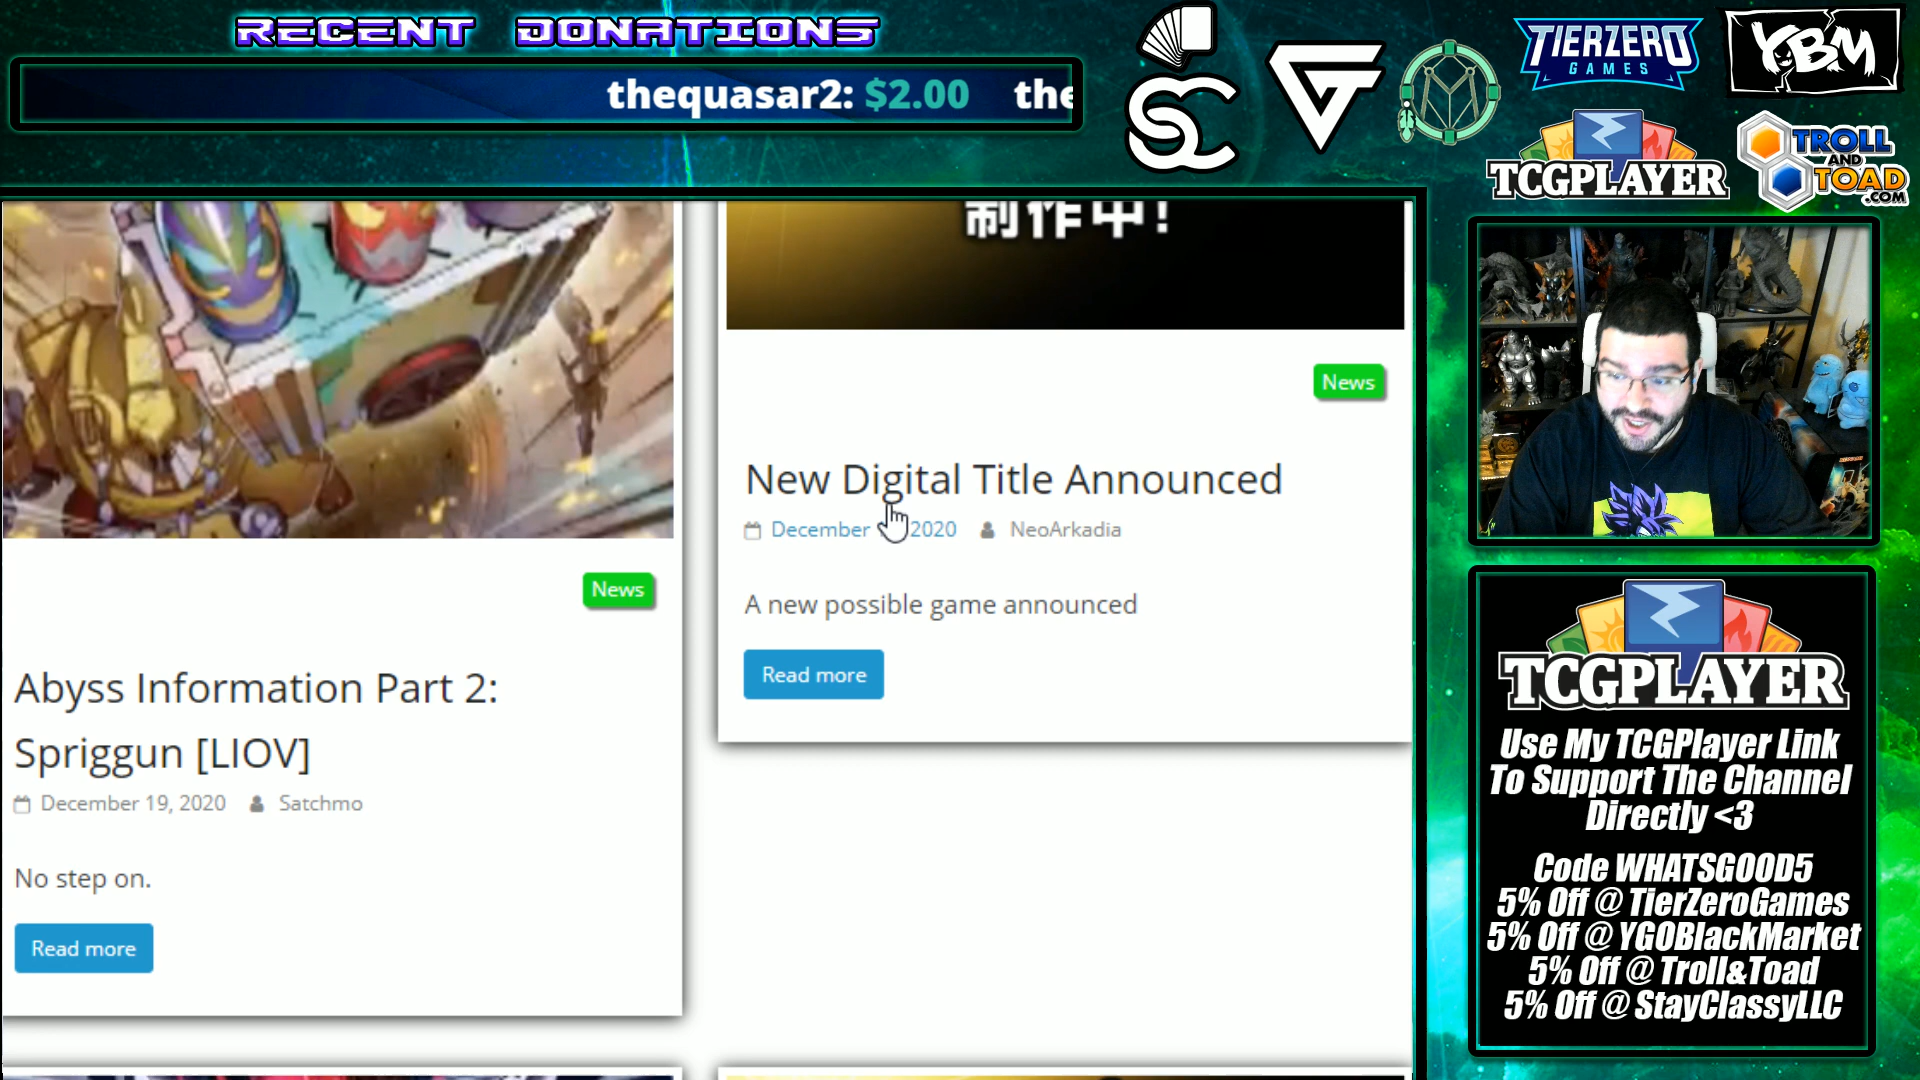 RECENT DONATIONS
thequasar2: $2.00 the
SC
TIERZERO
GAMES
YBM
TCGPLAYER
TROLL
AND
TOAD
.COM
制作中!
News
New Digital Title Announced
December 2020 NeoArkadia
A new possible game announced
Read more
News
Abyss Information Part 2:
Spriggun [LIOV]
December 19, 2020 Satchmo
No step on.
Read more
TCGPLAYER
Use My TCGPlayer Link
To Support The Channel
Directly <3
Code WHATSGOOD5
5% Off @ TierZeroGames
5% Off @ YGOBlackMarket
5% Off @ Troll&Toad
5% Off @ StayClassyLLC